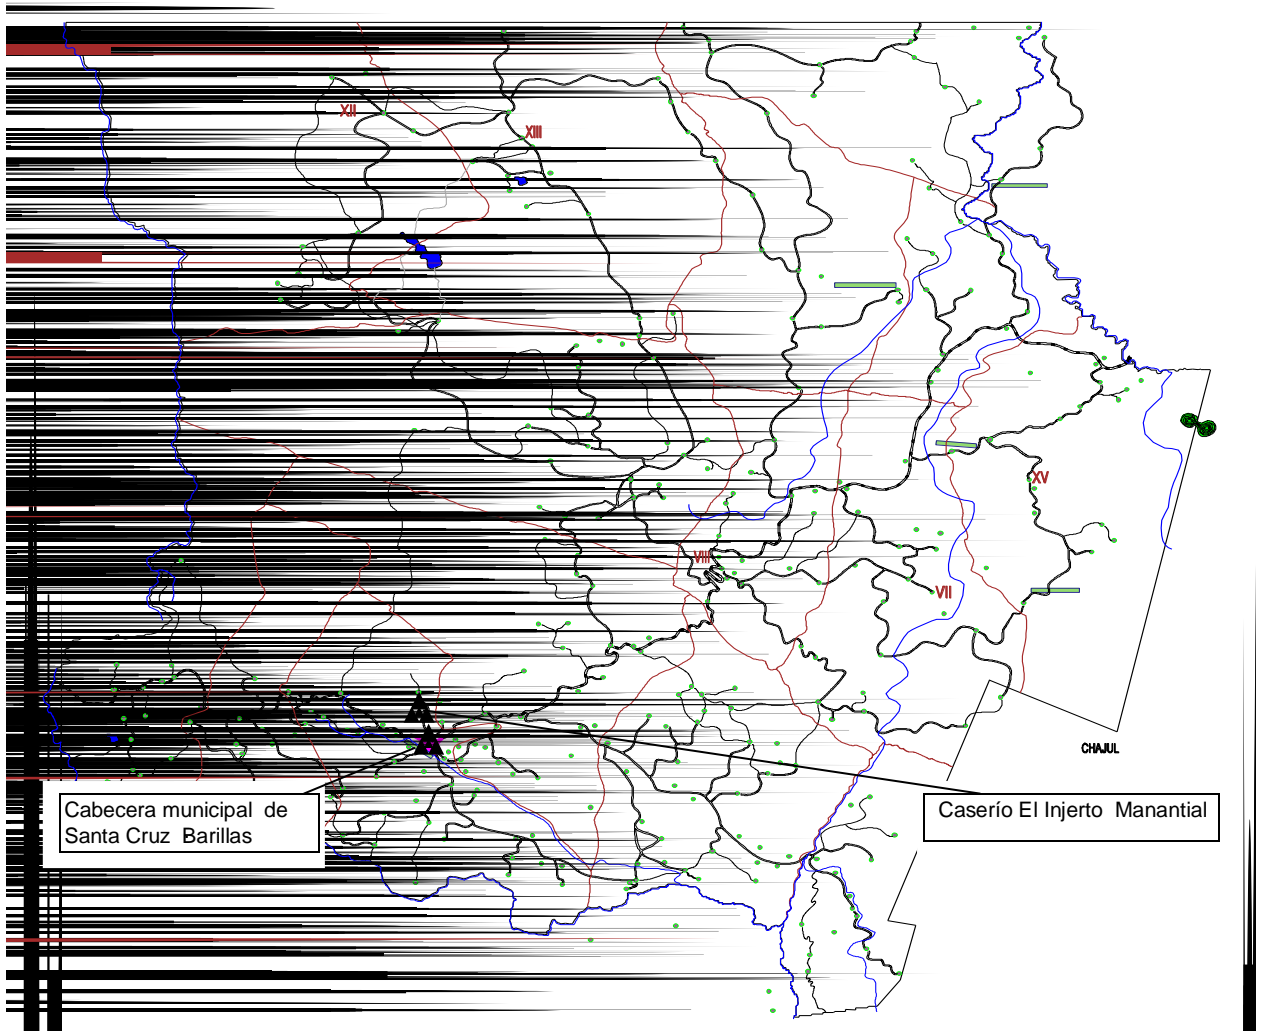 XII
XIII
XV
VIII
VII
CHAJUL
Cabecera municipal de
Santa Cruz Barillas
Caserío El Injerto Manantial